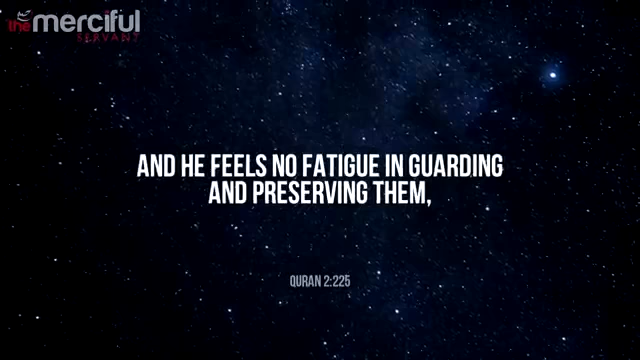 the merciful
SERVANT
AND HE FEELS NO FATIGUE IN GUARDING
AND PRESERVING THEM,
QURAN 2:225